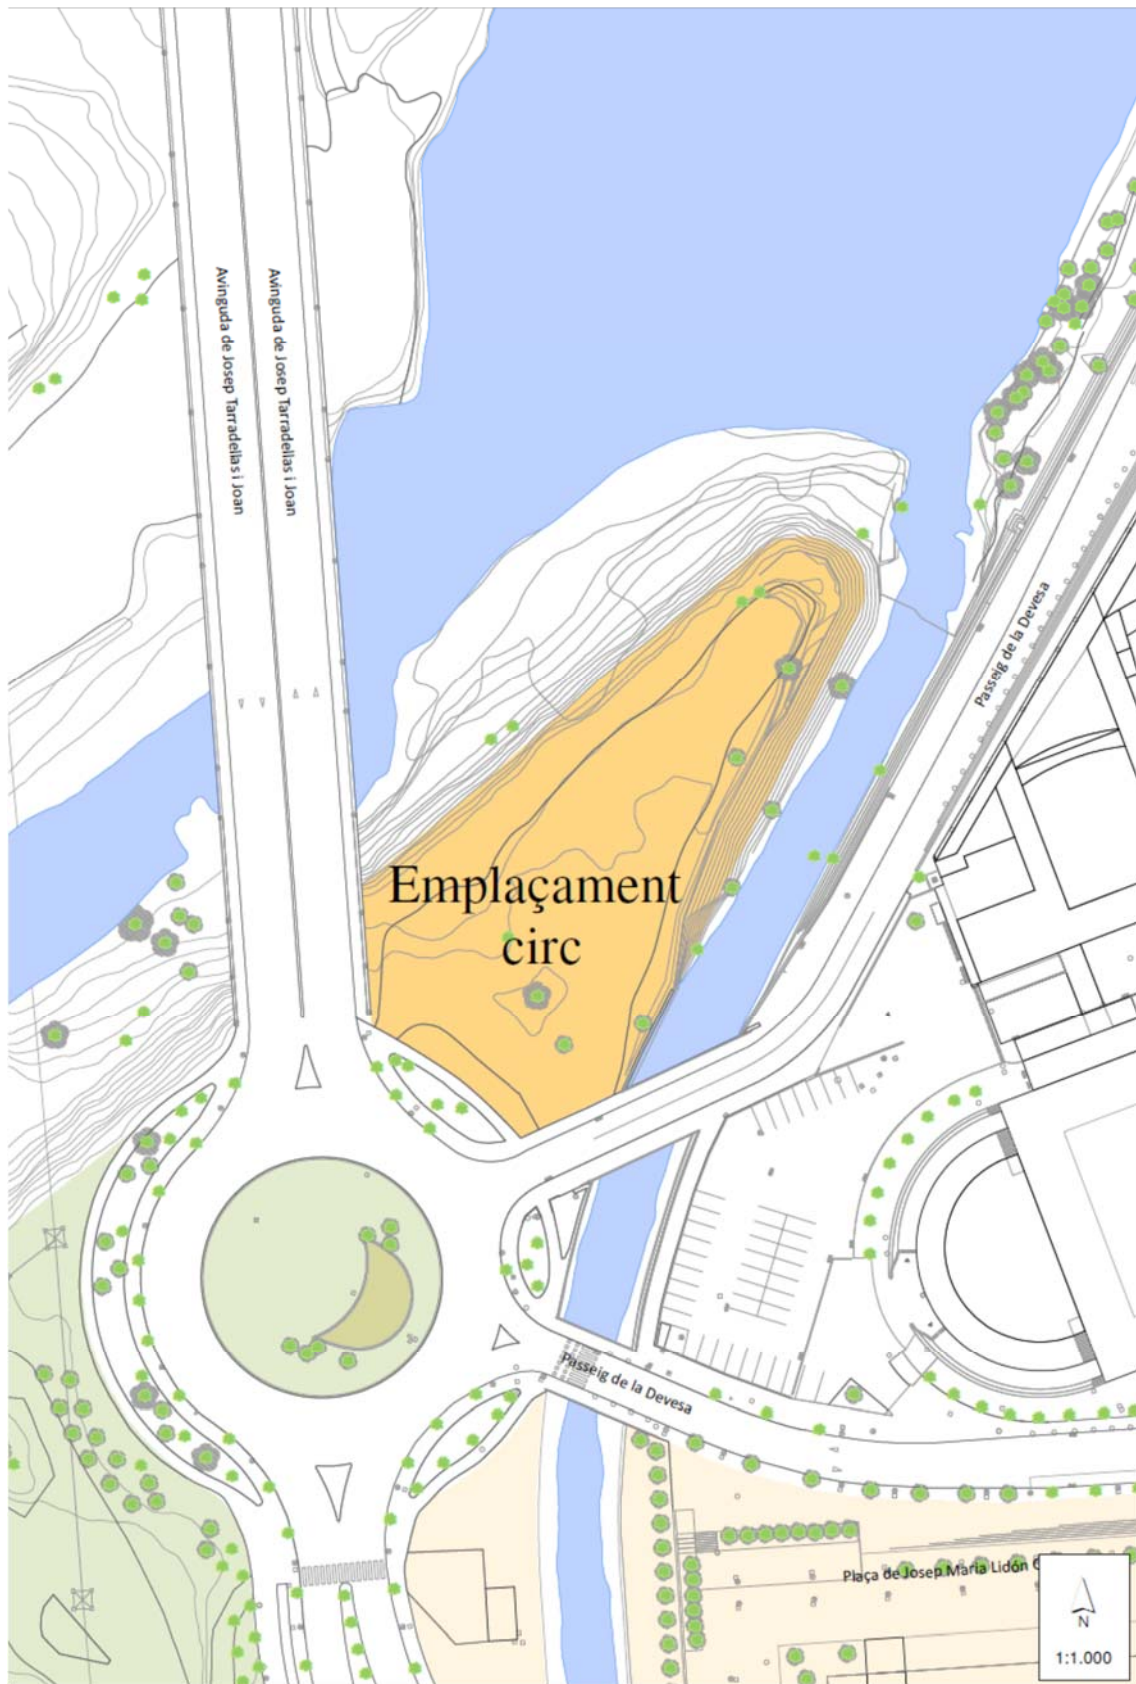 Avinguda de Josep Tarradellas i Joan
Avinguda de Josep Tarradellas i Joan
Passeig de la Devesa
Emplaçament
circ
Passeig de la Devesa
Plaça de Josep Maria Lidón
N
1:1.000